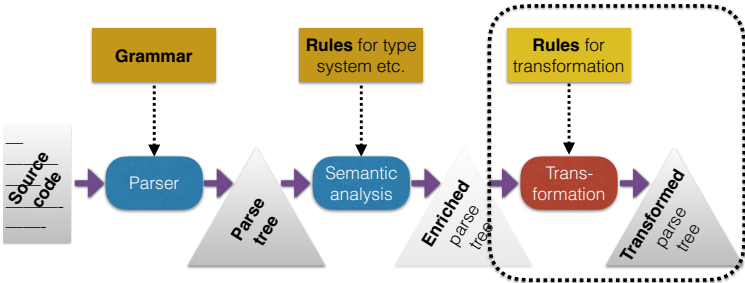 Grammar
Rules for type
system etc.
Rules for
transformation
Source
code
Parser
Parse
tree
Semantic
analysis
Enriched
parse
tree
Trans-
formation
Transformed
parse
tree